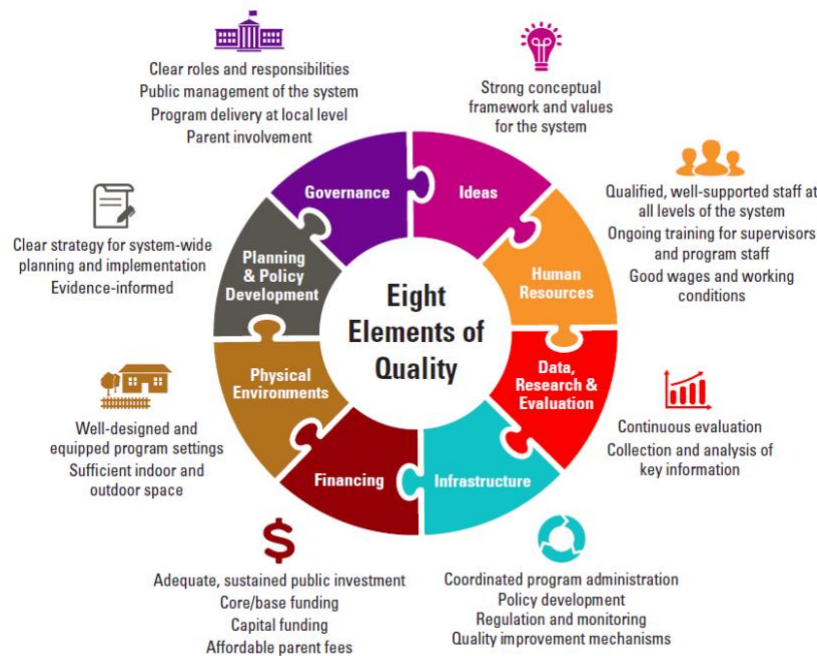 Clear roles and responsibilities
Public management of the system
Program delivery at local level
Parent involvement
Strong conceptual
framework and values
for the system
Governance
Ideas
Qualified, well-supported staff at
all levels of the system
Ongoing training for supervisors
and program staff
Good wages and working
conditions
Clear strategy for system-wide
planning and implementation
Evidence-informed
Planning
& Policy
Development
Human
Resources
Eight
Elements of
Quality
Physical
Environments
Data,
Research &
Evaluation
Well-designed and
equipped program settings
Sufficient indoor and
outdoor space
Continuous evaluation
Collection and analysis of
key information
Financing
Infrastructure
$
Adequate, sustained public investment
Core/base funding
Capital funding
Affordable parent fees
Coordinated program administration
Policy development
Regulation and monitoring
Quality improvement mechanisms